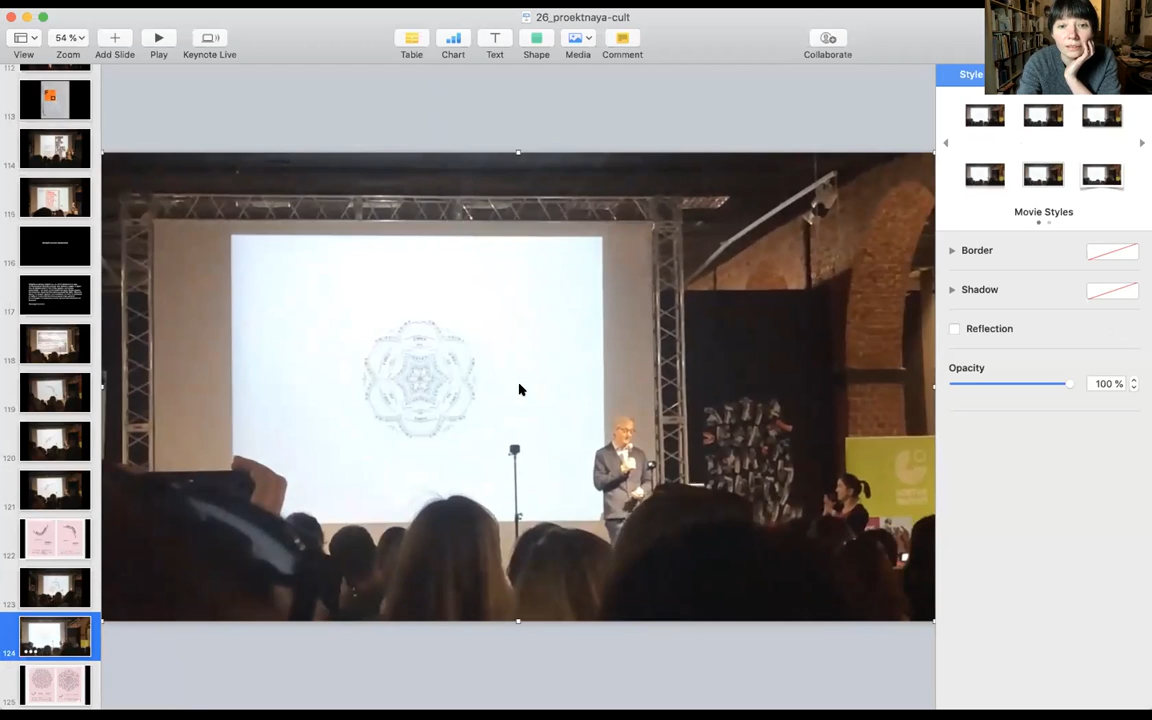 26_proektnaya-cult
54 %
View
Zoom
Add Slide
Play
Keynote Live
Table
Chart
Text
Shape
Media
Comment
Collaborate
Style
112
113
114
115
116
117
118
119
120
121
122
123
124
125
Movie Styles
Border
Shadow
Reflection
Opacity
100 %